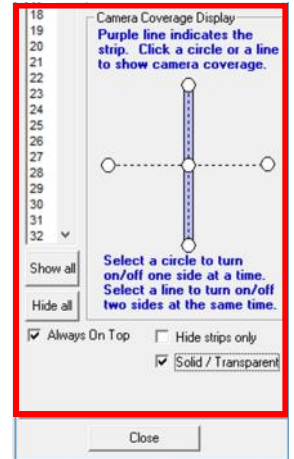 18
19
20
21
22
23
24
25
26
27
28
29
30
31
32
Show all
Hide all
Camera Coverage Display
Purple line indicates the
strip. Click a circle or a line
to show camera coverage.
Select a circle to turn
on/off one side at a time.
Select a line to turn on/off
two sides at the same time.
Always On Top
Hide strips only
Solid / Transparent
Close